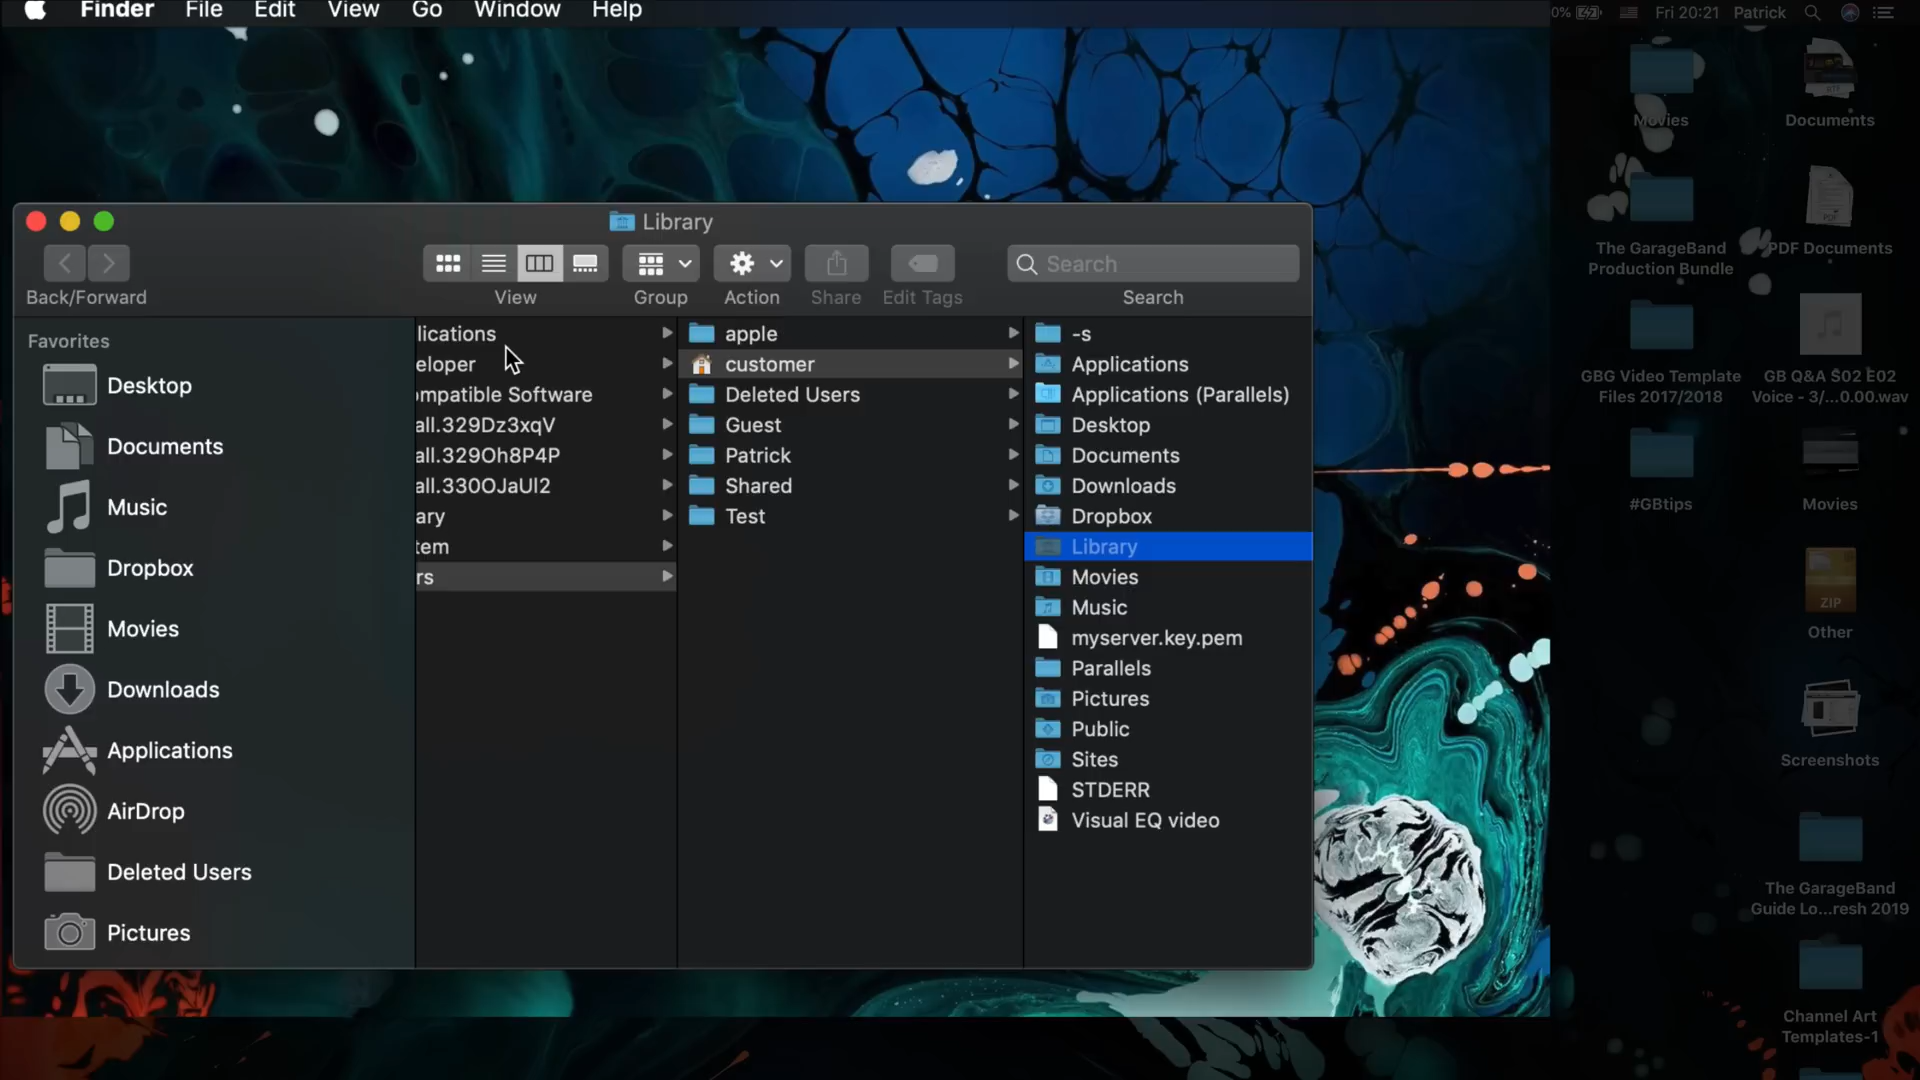 Finder File Edit View Go Window Help
0% Fri 20:21 Patrick
Library
Search
Back/Forward
View
Group
Action
Share
Edit Tags
Search
Favorites
Desktop
Documents
Music
Dropbox
Movies
Downloads
Applications
AirDrop
Deleted Users
Pictures
lications
eloper
ompatible Software
all.329Dz3xqV
all.329Oh8P4P
all.330OJaUI2
ary
tem
rs
apple
customer
Deleted Users
Guest
Patrick
Shared
Test
-s
Applications
Applications (Parallels)
Desktop
Documents
Downloads
Dropbox
Library
Movies
Music
myserver.key.pem
Parallels
Pictures
Public
Sites
STDERR
Visual EQ video
Movies
The GarageBand
Production Bundle
GBG Video Template
Files 2017/2018
#GBtips
RTF
Documents
PDF
PDF Documents
GB Q&A S02 E02
Voice - 3/...0.00.wav
Movies
ZIP
Other
Screenshots
The GarageBand
Guide Lo...resh 2019
Channel Art
Templates-1